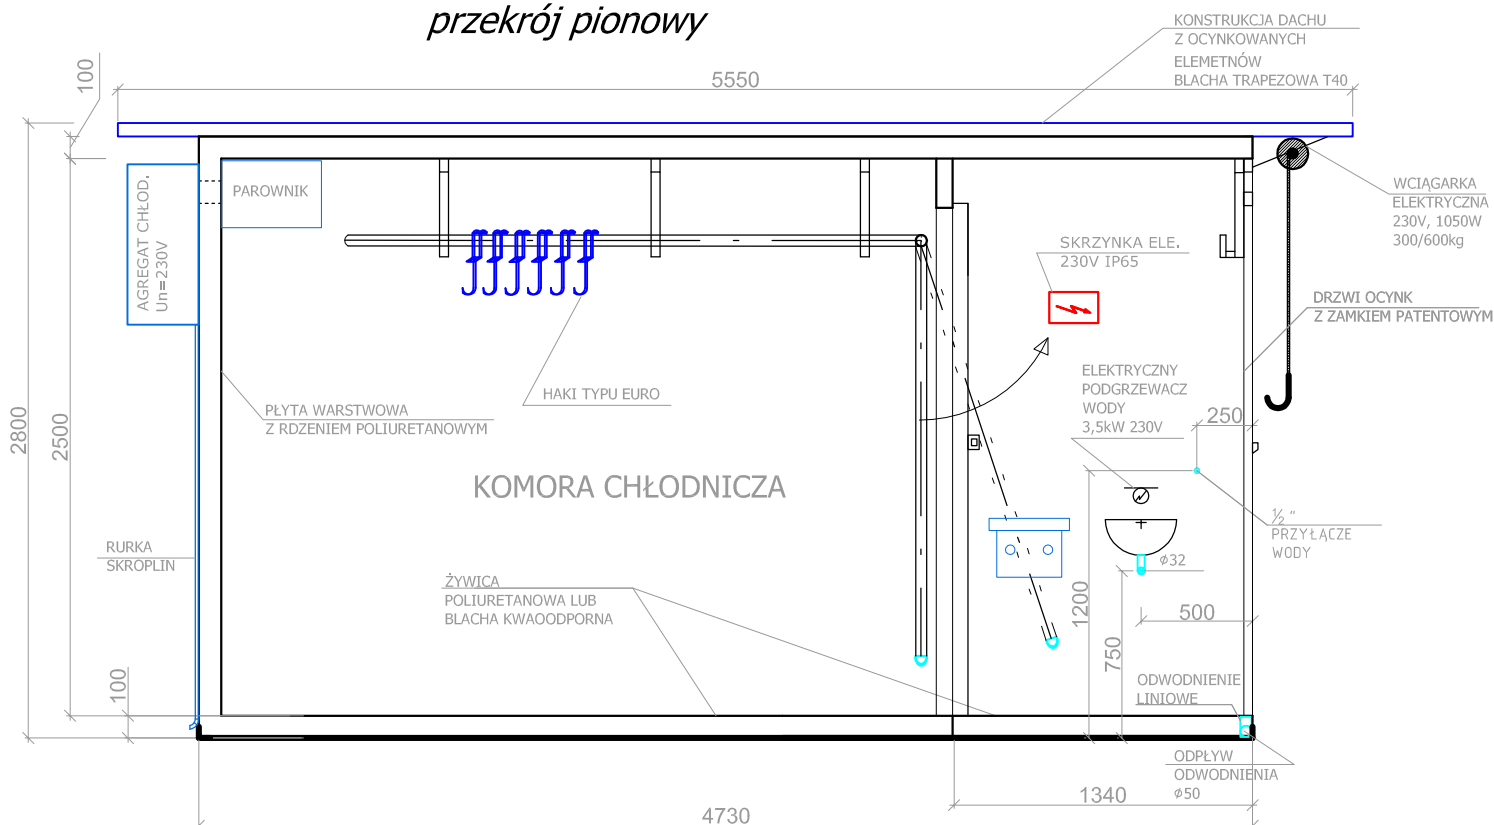 przekrój pionowy
KONSTRUKCJA DACHU
Z OCYNKOWANYCH
ELEMETNÓW
BLACHA TRAPEZOWA T40
5550
100
AGREGAT CHŁOD.
Un=230V
PAROWNIK
WCIĄGARKA
ELEKTRYCZNA
230V, 1050W
300/600kg
SKRZYNKA ELE.
230V IP65
DRZWI OCYNK
Z ZAMKIEM PATENTOWYM
HAKI TYPU EURO
ELEKTRYCZNY
PODGRZEWACZ
WODY
3,5kW 230V
250
PŁYTA WARSTWOWA
Z RDZENIEM POLIURETANOWYM
2800
2500
KOMORA CHŁODNICZA
½ "
PRZYŁĄCZE
WODY
RURKA
SKROPLIN
ø32
ŻYWICA
POLIURETANOWA LUB
BLACHA KWAOODPORNA
1200
500
750
100
ODWODNIENIE
LINIOWE
ODPŁYW
ODWODNIENIA
ø50
1340
4730